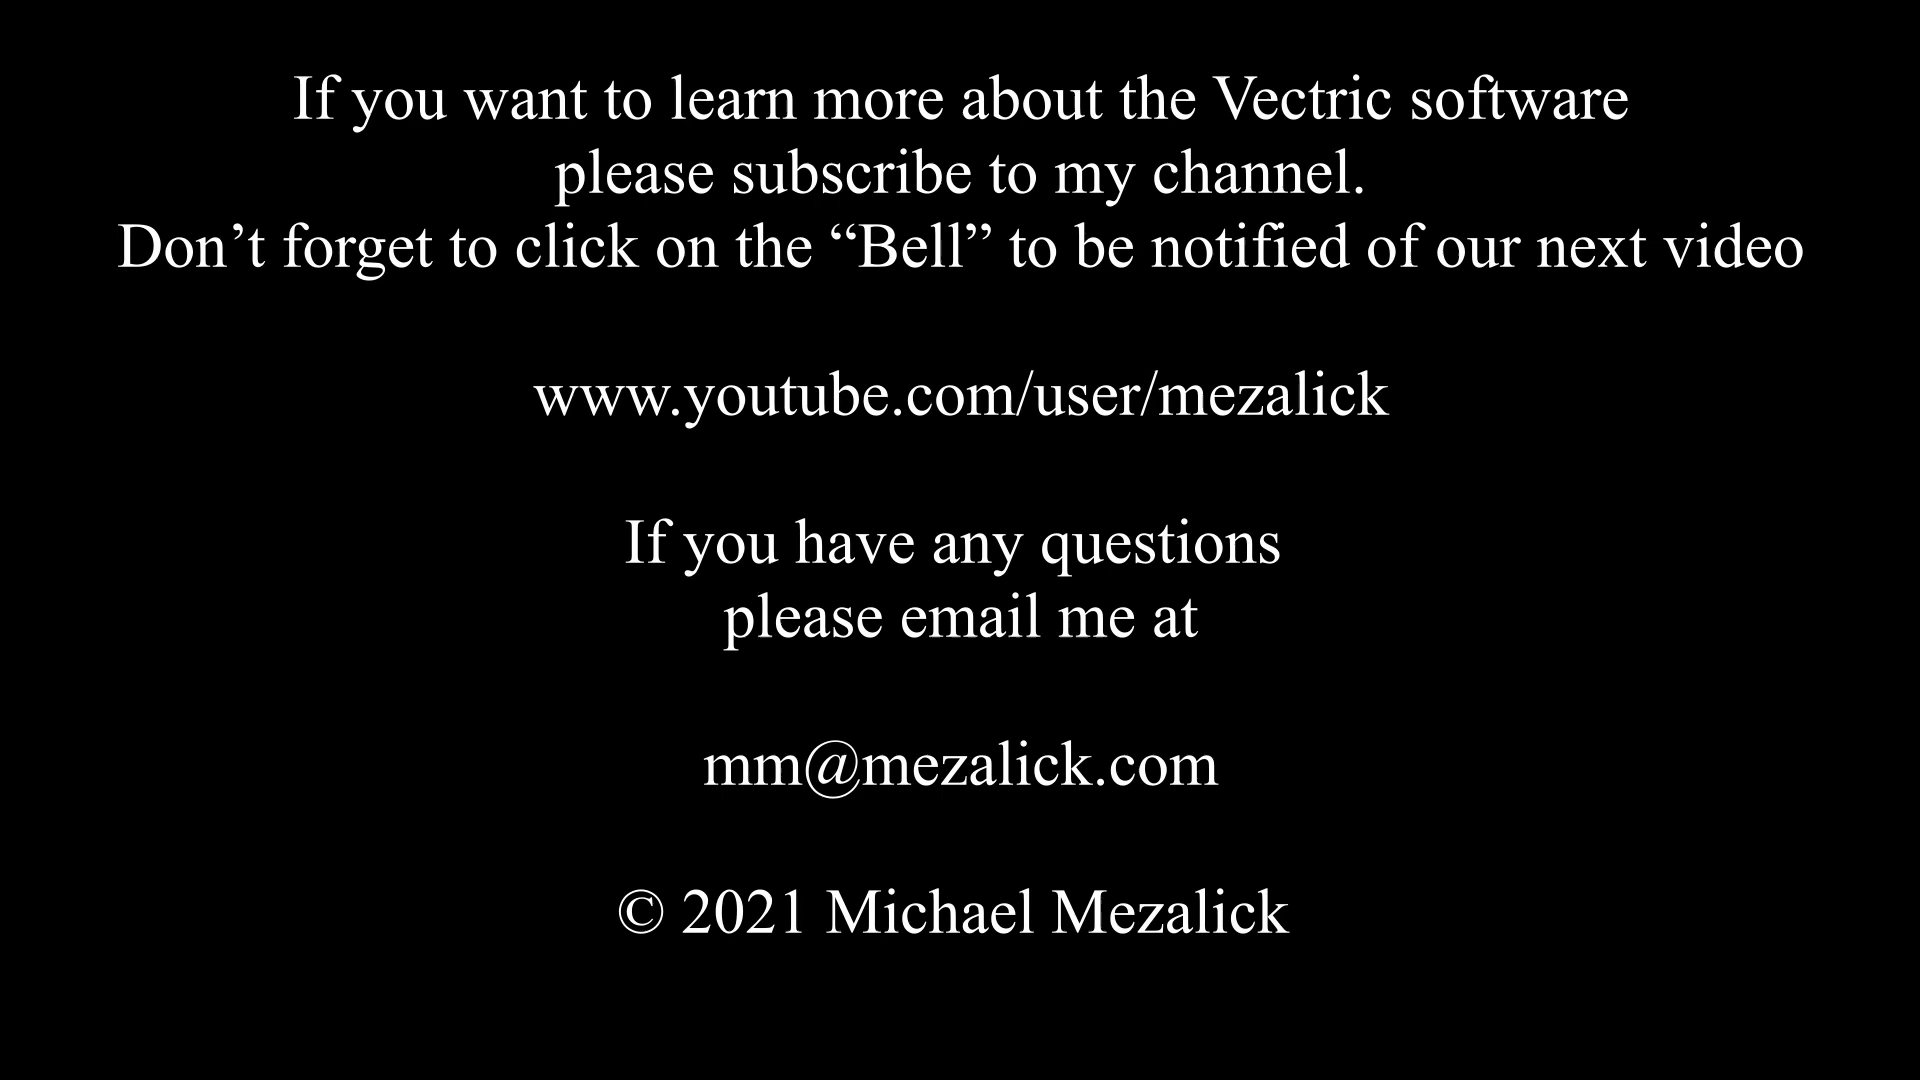 If you want to learn more about the Vectric software
please subscribe to my channel.
Don’t forget to click on the “Bell” to be notified of our next video
www.youtube.com/user/mezalick
If you have any questions
please email me at
mm@mezalick.com
© 2021 Michael Mezalick